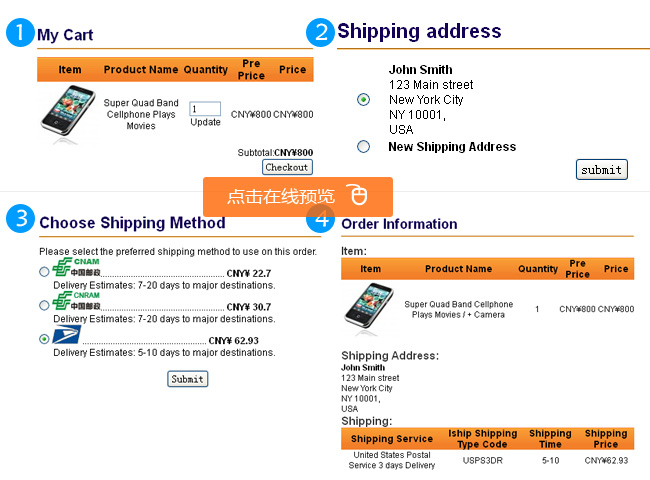 1
My Cart
Item Product Name Quantity Pre Price Price
Super Quad Band
Cellphone Plays
Movies
1
Update
CNY¥800 CNY¥800
Subtotal:CNY¥800
Checkout
2
Shipping address
John Smith
123 Main street
New York City
NY 10001,
USA
New Shipping Address
submit
点击在线预览
3
Choose Shipping Method
Please select the preferred shipping method to use on this order.
CNAM
中国邮政 CNY¥ 22.7
Delivery Estimates: 7-20 days to major destinations.
CNRAM
中国邮政 CNY¥ 30.7
Delivery Estimates: 7-20 days to major destinations.
CNY¥ 62.93
Delivery Estimates: 5-10 days to major destinations.
Submit
4
Order Information
Item:
Item Product Name Quantity Pre Price Price
Super Quad Band Cellphone
Plays Movies / + Camera
1 CNY¥800 CNY¥800
Shipping Address:
John Smith
123 Main street
New York City
NY 10001,
USA
Shipping:
Shipping Service Iship Shipping Type Code Shipping Time Shipping Price
United States Postal
Service 3 days Delivery
USPS3DR 5-10 CNY¥62.93